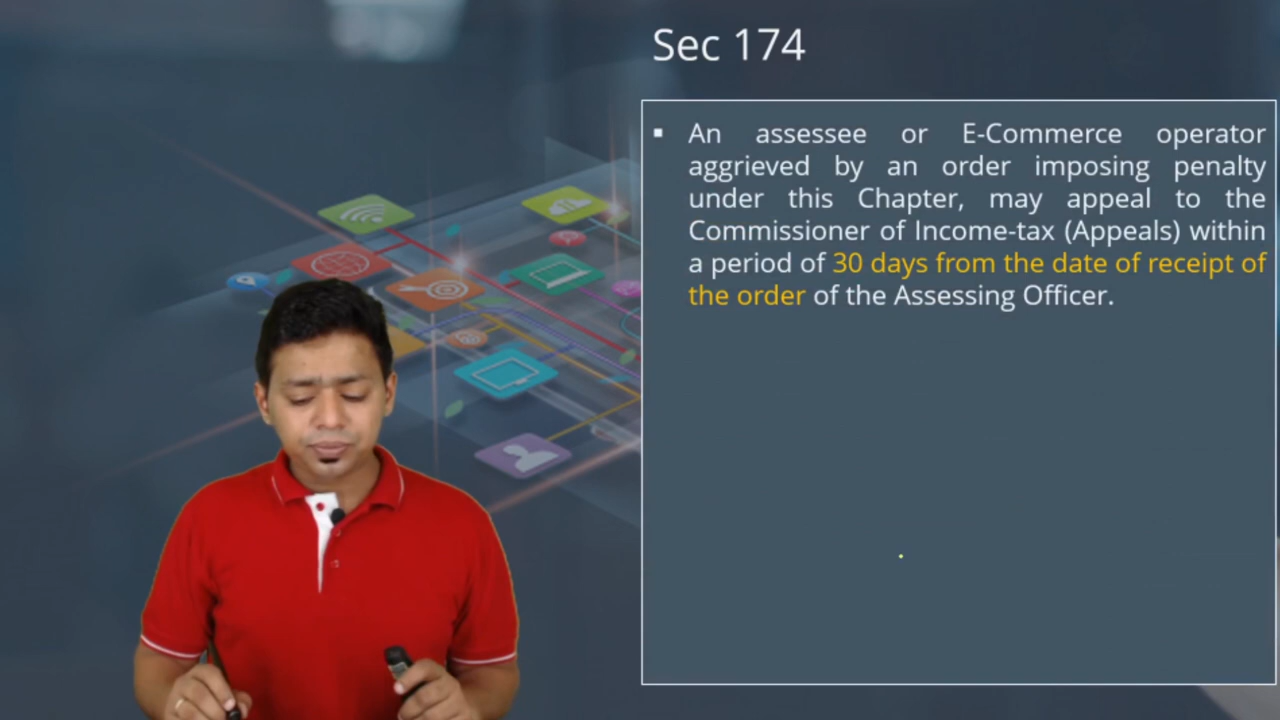 Sec 174
▪ An assessee or E-Commerce operator
aggrieved by an order imposing penalty
under this Chapter, may appeal to the
Commissioner of Income-tax (Appeals) within
a period of 30 days from the date of receipt of
the order of the Assessing Officer.